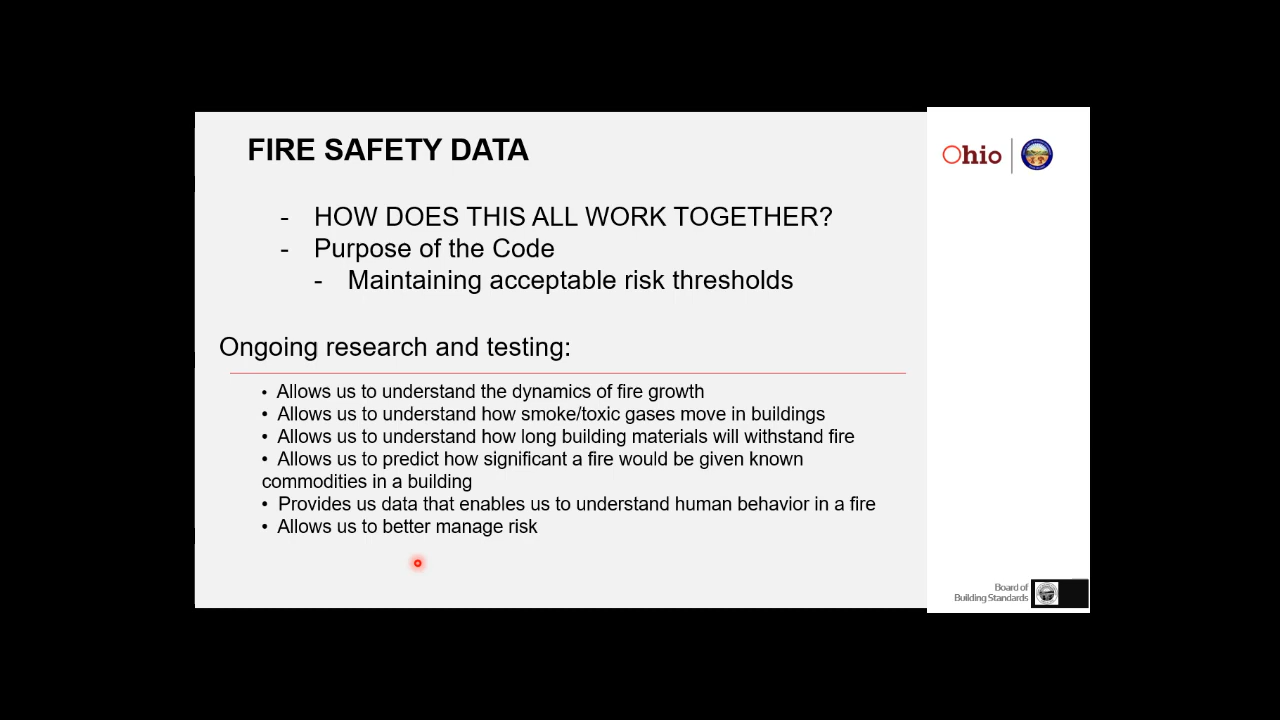 FIRE SAFETY DATA
Ohio
- HOW DOES THIS ALL WORK TOGETHER?
- Purpose of the Code
- Maintaining acceptable risk thresholds
Ongoing research and testing:
• Allows us to understand the dynamics of fire growth
• Allows us to understand how smoke/toxic gases move in buildings
• Allows us to understand how long building materials will withstand fire
• Allows us to predict how significant a fire would be given known
commodities in a building
• Provides us data that enables us to understand human behavior in a fire
• Allows us to better manage risk
Board of
Building Standards